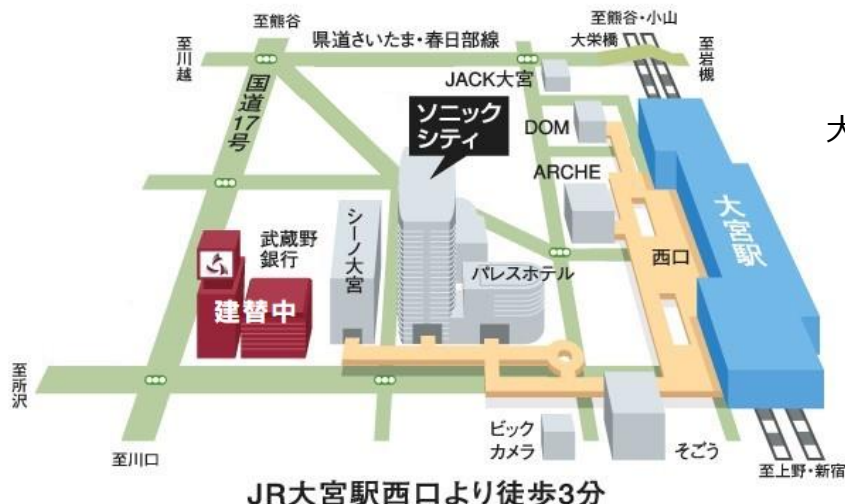 至熊谷
至熊谷・小山
至川越
県道さいたま・春日部線
大栄橋
至岩槻
国道17号
JACK大宮
ソニック
シティ
DOM
大
ARCHE
大宮駅
シーノ大宮
武蔵野
銀行
西口
パレスホテル
建替中
至所沢
ビック
カメラ
そごう
至川口
至上野・新宿
JR大宮駅西口より徒歩3分